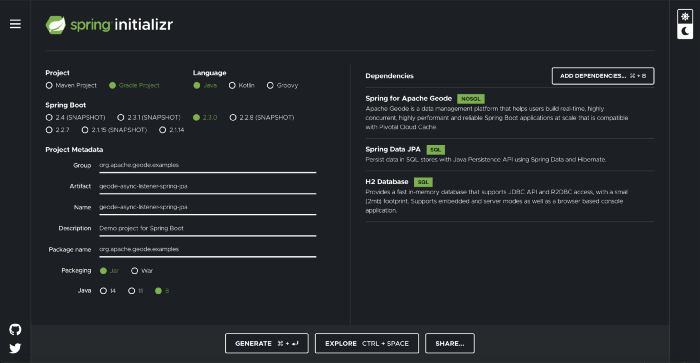 spring initializr
Project
Maven Project
Gradle Project
Language
Java
Kotlin
Groovy
Spring Boot
2.4 (SNAPSHOT)
2.3.1 (SNAPSHOT)
2.3.0
2.2.8 (SNAPSHOT)
2.2.7
2.1.15 (SNAPSHOT)
2.1.14
Project Metadata
Group org.apache.geode.examples
Artifact geode-async-listener-spring-jpa
Name geode-async-listener-spring-jpa
Description Demo project for Spring Boot
Package name org.apache.geode.examples
Packaging Jar War
Java 14 11 8
Dependencies
ADD DEPENDENCIES... ⌘ + B
Spring for Apache Geode NOSQL
Apache Geode is a data management platform that helps users build real-time, highly
concurrent, highly performant and reliable Spring Boot applications at scale that is compatible
with Pivotal Cloud Cache.
Spring Data JPA SQL
Persist data in SQL stores with Java Persistence API using Spring Data and Hibernate.
H2 Database SQL
Provides a fast in-memory database that supports JDBC API and R2DBC access, with a small
(2mb) footprint. Supports embedded and server modes as well as a browser based console
application.
GENERATE ⌘ + ↵
EXPLORE CTRL + SPACE
SHARE...